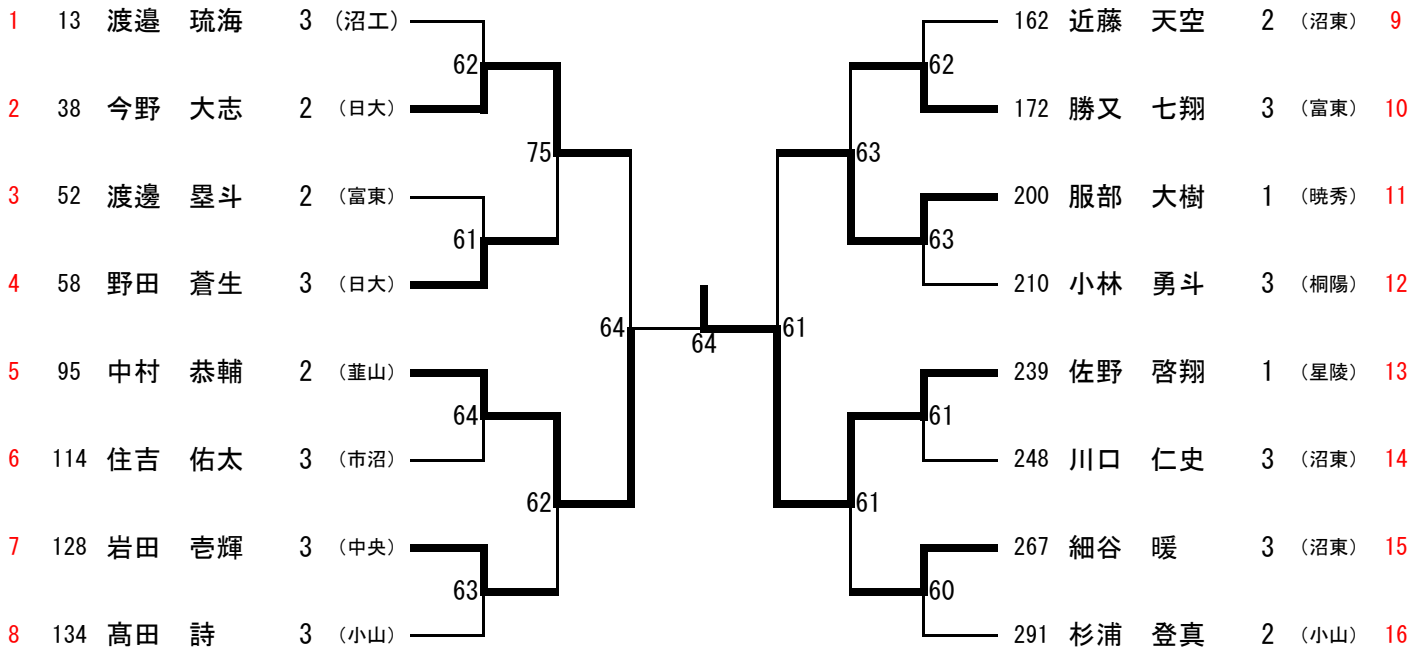 1 13 渡邉 琉海 3 (沼工)
162 近藤 天空 2 (沼東) 9
62
62
2 38 今野 大志 2 (日大)
172 勝又 七翔 3 (富東) 10
75
63
3 52 渡邊 塁斗 2 (富東)
200 服部 大樹 1 (暁秀) 11
61
63
4 58 野田 蒼生 3 (日大)
210 小林 勇斗 3 (桐陽) 12
64
64
61
5 95 中村 恭輔 2 (韮山)
239 佐野 啓翔 1 (星陵) 13
64
61
6 114 住吉 佑太 3 (市沼)
248 川口 仁史 3 (沼東) 14
62
61
7 128 岩田 壱輝 3 (中央)
267 細谷 暖 3 (沼東) 15
63
60
8 134 髙田 詩 3 (小山)
291 杉浦 登真 2 (小山) 16